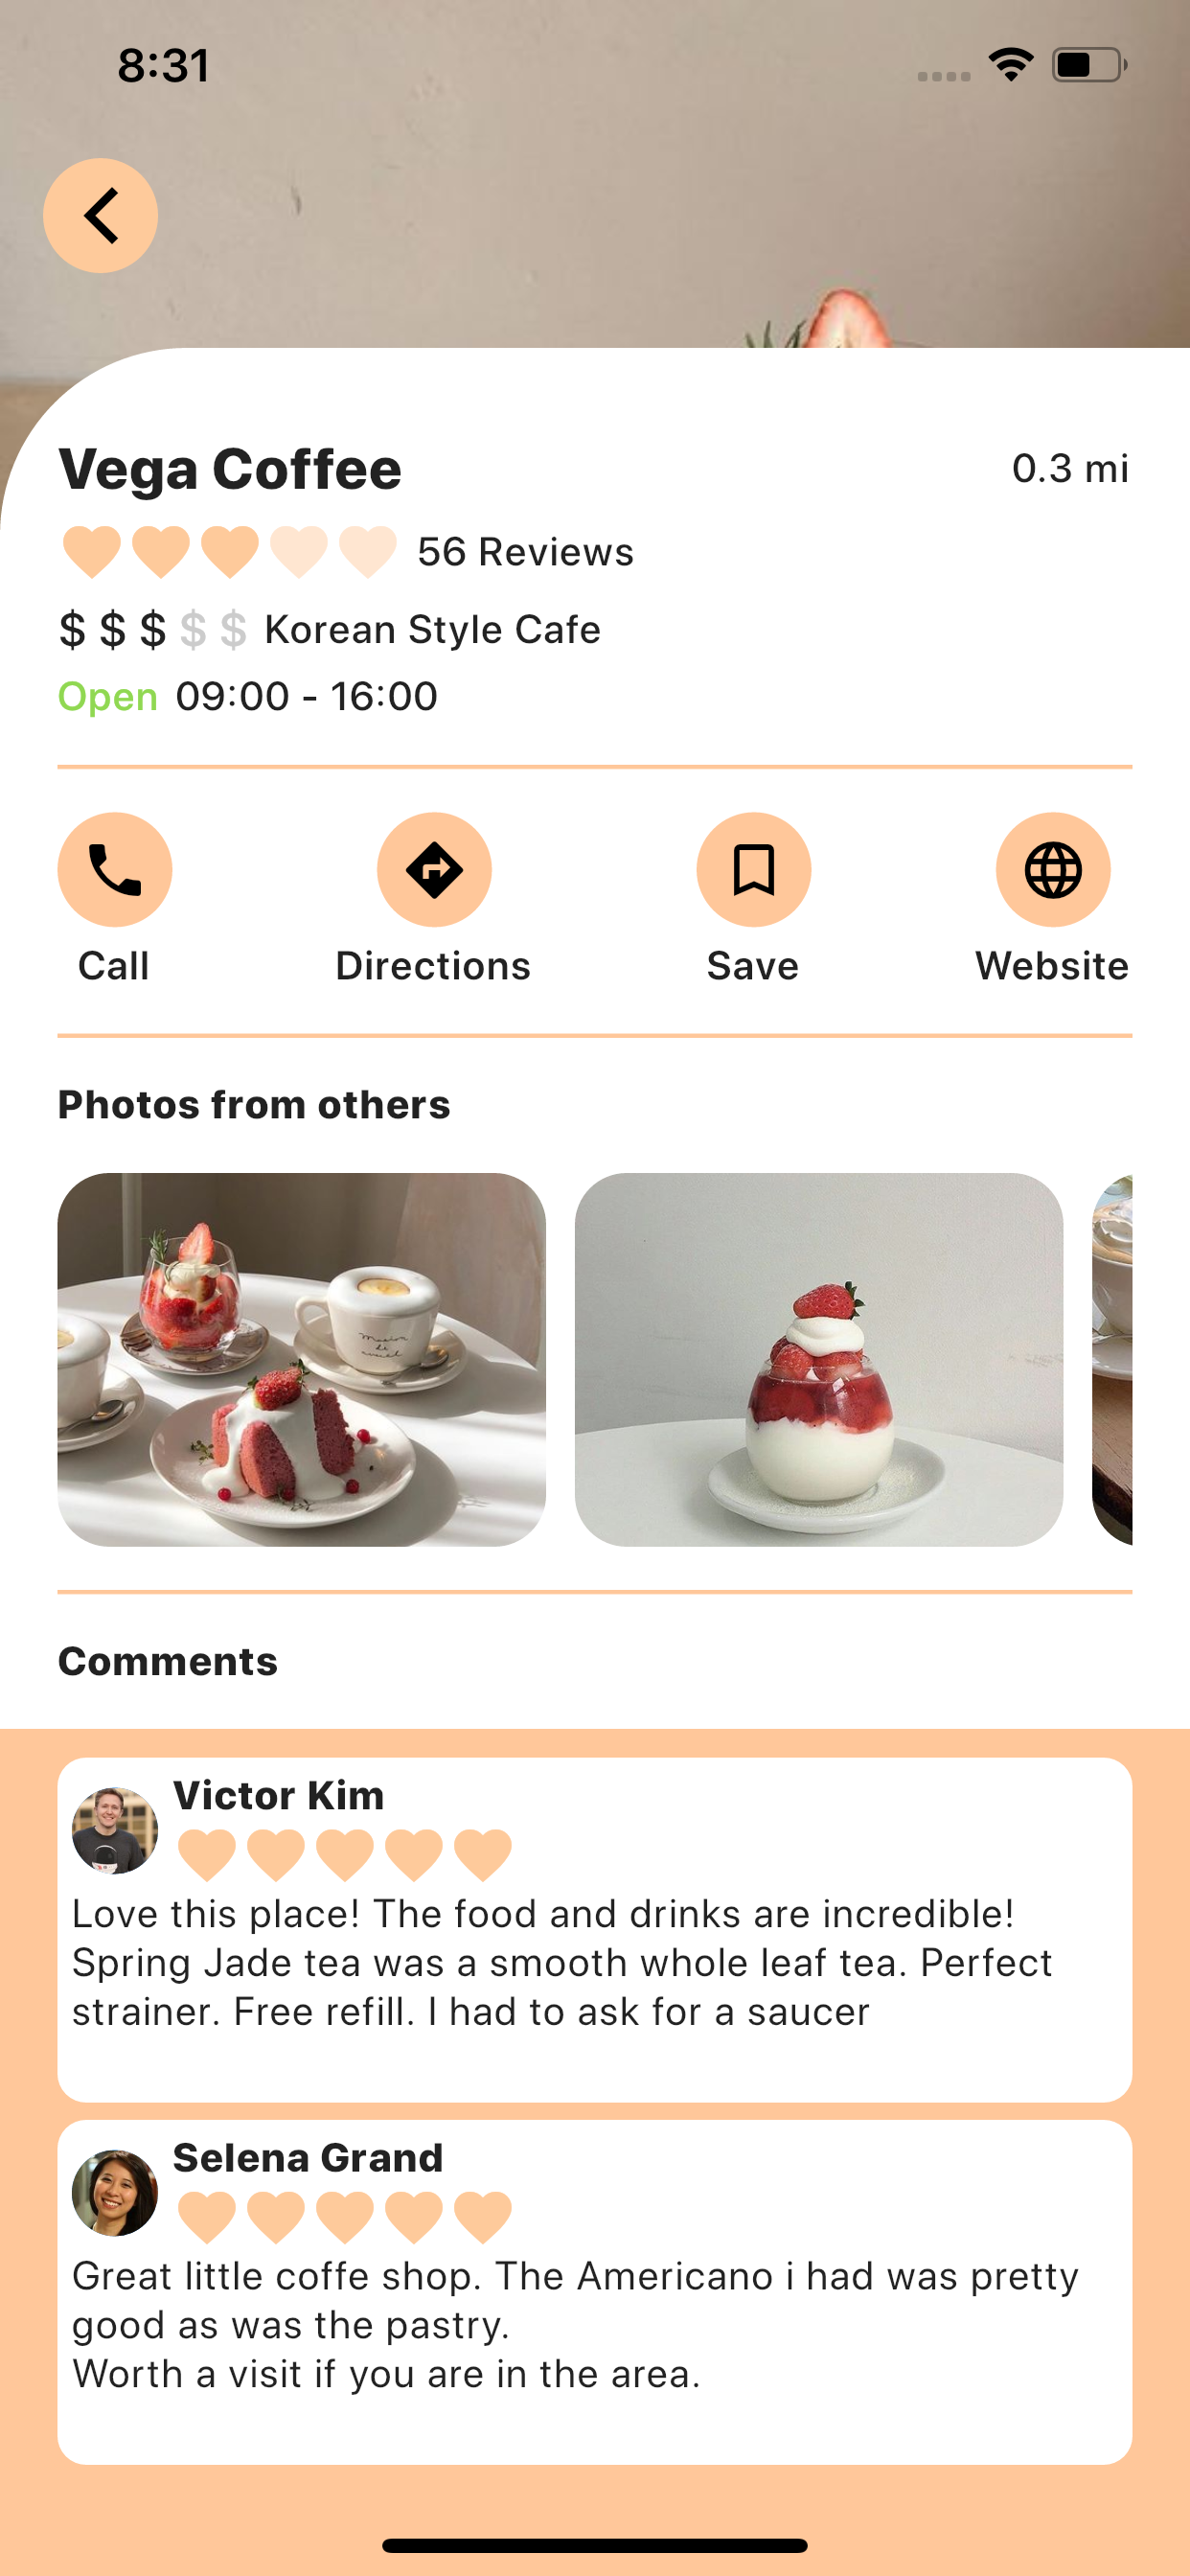 8:31
Vega Coffee
0.3 mi
56 Reviews
$ $ $ $ $ Korean Style Cafe
Open 09:00 - 16:00
Call
Directions
Save
Website
Photos from others
Comments
Victor Kim
Love this place! The food and drinks are incredible!
Spring Jade tea was a smooth whole leaf tea. Perfect
strainer. Free refill. I had to ask for a saucer
Selena Grand
Great little coffe shop. The Americano i had was pretty
good as was the pastry.
Worth a visit if you are in the area.